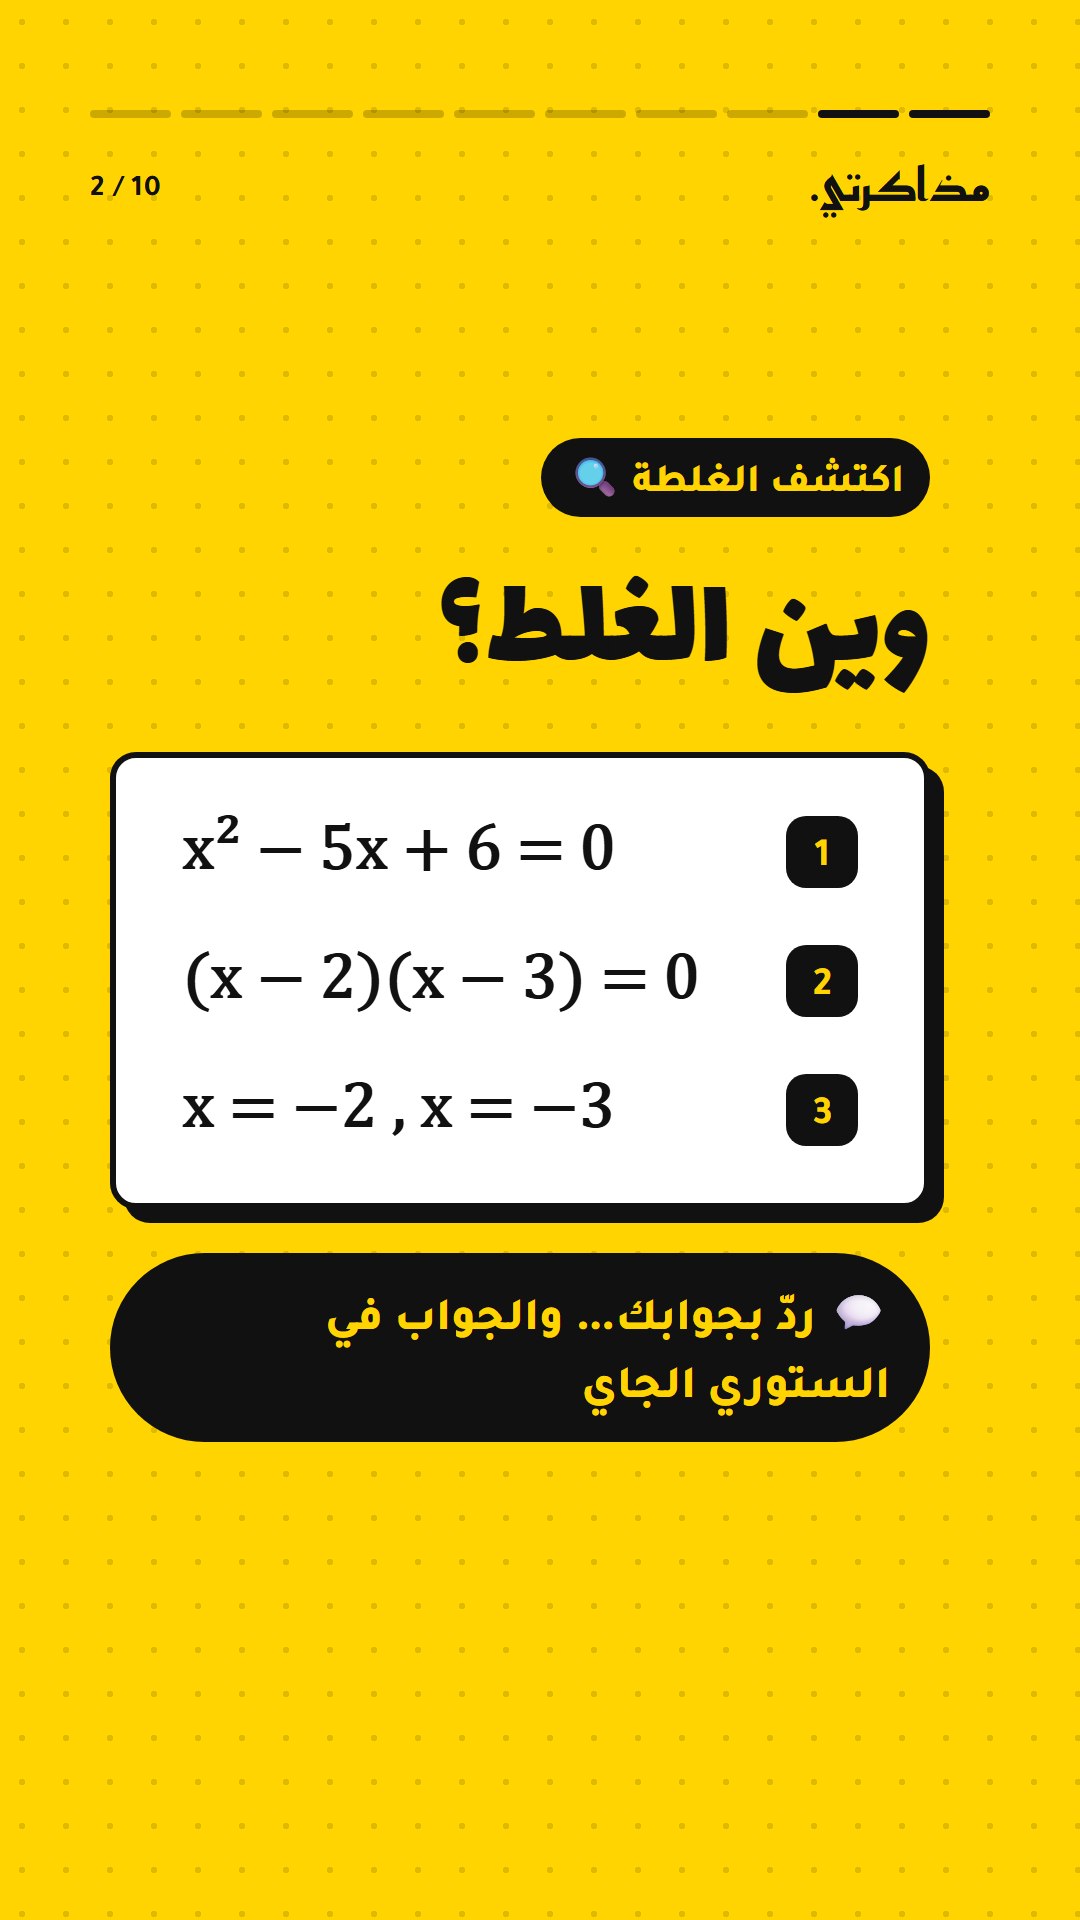 مذاكرتي.
2 / 10
اكتشف الغلطة 🔍
وين الغلط؟
1 x² − 5x + 6 = 0
2 (x − 2)(x − 3) = 0
3 x = −2 , x = −3
💬 ردّ بجوابك... والجواب في
الستوري الجاي